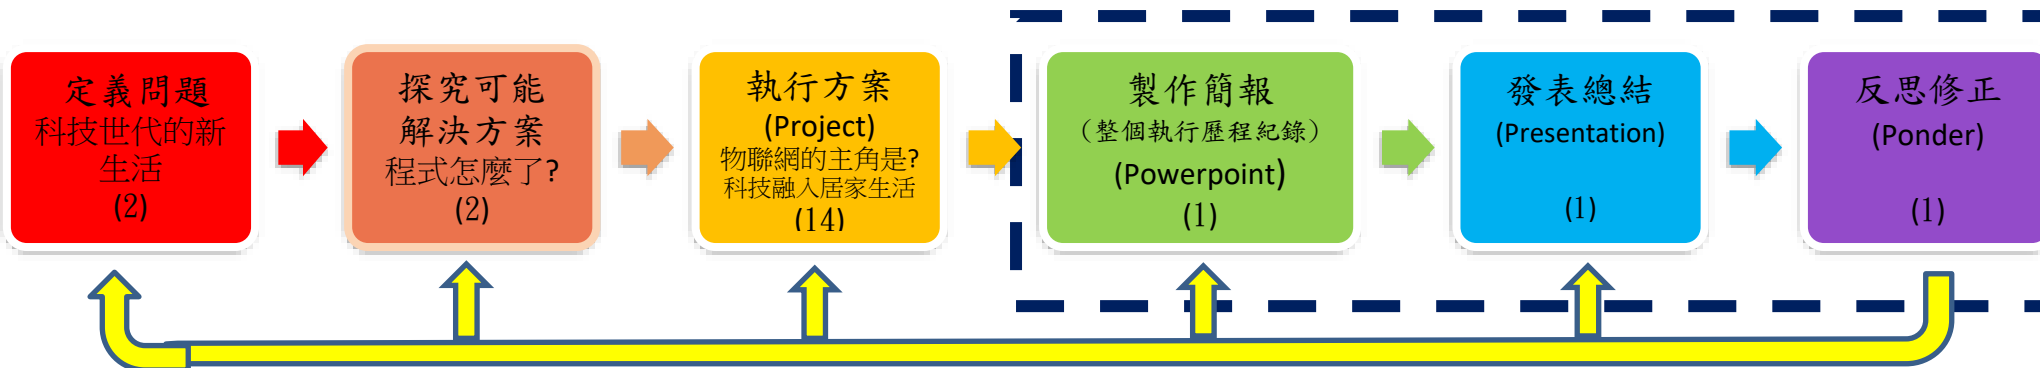 定義問題
科技世代的新
生活
(2)
探究可能
解決方案
程式怎麼了?
(2)
執行方案
(Project)
物聯網的主角是?
科技融入居家生活
(14)
製作簡報
（整個執行歷程紀錄）
(Powerpoint)
(1)
發表總結
(Presentation)
(1)
反思修正
(Ponder)
(1)